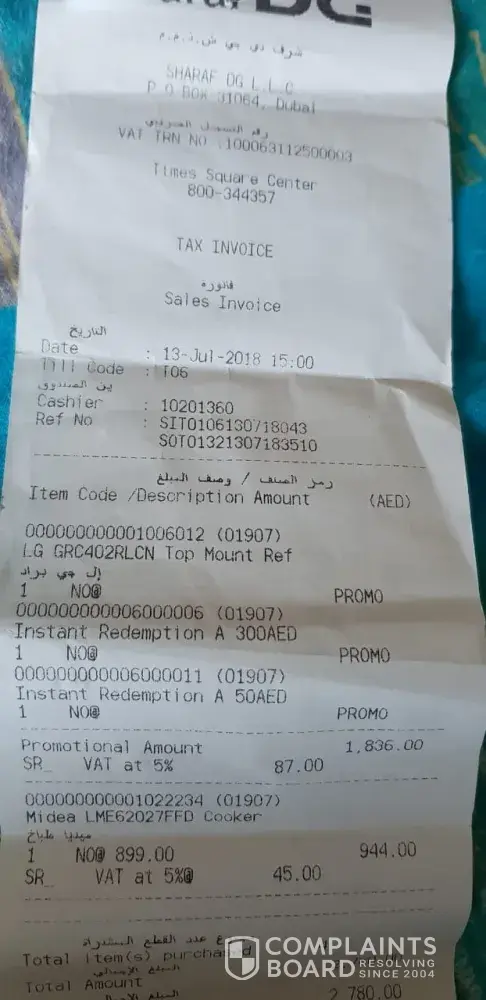 DG
شرف دي جي ش.ذ.م.م
SHARAF DG L.L.C
P O BOX 31064, Dubai
رقم التسجيل الضريبي
VAT TRN NO :100063112500003
Times Square Center
800-344357
TAX INVOICE
فاتورة
Sales Invoice
التاريخ
Date : 13-Jul-2018 15:00
Till Code : T06
Cashier : 10201360
Ref No : SIT0106130718043
SOT01321307183510
رمز الصنف / وصف المبلغ
Item Code /Description Amount (AED)
000000000001006012 (01907)
LG GRC402RLCN Top Mount Ref
إل جي براد
1 NO@ PROMO
000000000006000006 (01907)
Instant Redemption A 300AED
1 NO@ PROMO
000000000006000011 (01907)
Instant Redemption A 50AED
1 NO@ PROMO
Promotional Amount 1,836.00
SR_ VAT at 5% 87.00
000000000001022234 (01907)
Midea LME62027FFD Cooker
ميديا طباخ
1 NO@ 899.00 944.00
SR_ VAT at 5%@ 45.00
عدد القطع
Total item(s) purchased
Total Amount
2,780.00
COMPLAINTS
BOARD RESOLVING
SINCE 2004